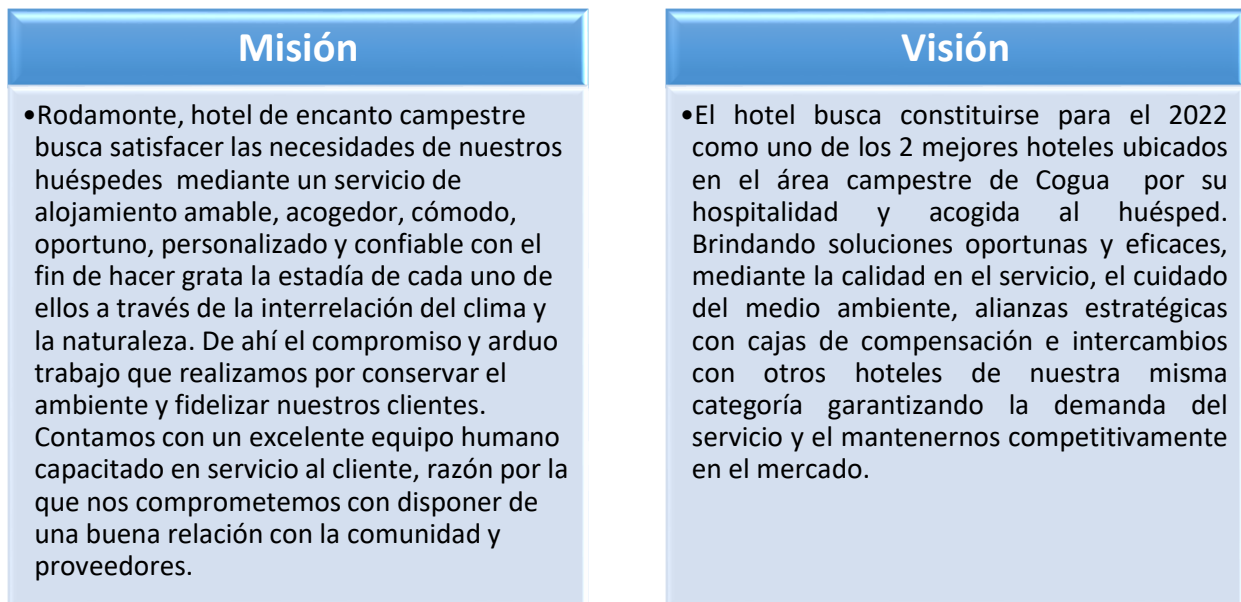 Misión
•Rodamonte, hotel de encanto campestre
busca satisfacer las necesidades de nuestros
huéspedes mediante un servicio de
alojamiento amable, acogedor, cómodo,
oportuno, personalizado y confiable con el
fin de hacer grata la estadía de cada uno de
ellos a través de la interrelación del clima y
la naturaleza. De ahí el compromiso y arduo
trabajo que realizamos por conservar el
ambiente y fidelizar nuestros clientes.
Contamos con un excelente equipo humano
capacitado en servicio al cliente, razón por la
que nos comprometemos con disponer de
una buena relación con la comunidad y
proveedores.
Visión
•El hotel busca constituirse para el 2022
como uno de los 2 mejores hoteles ubicados
en el área campestre de Cogua por su
hospitalidad y acogida al huésped.
Brindando soluciones oportunas y eficaces,
mediante la calidad en el servicio, el cuidado
del medio ambiente, alianzas estratégicas
con cajas de compensación e intercambios
con otros hoteles de nuestra misma
categoría garantizando la demanda del
servicio y el mantenernos competitivamente
en el mercado.